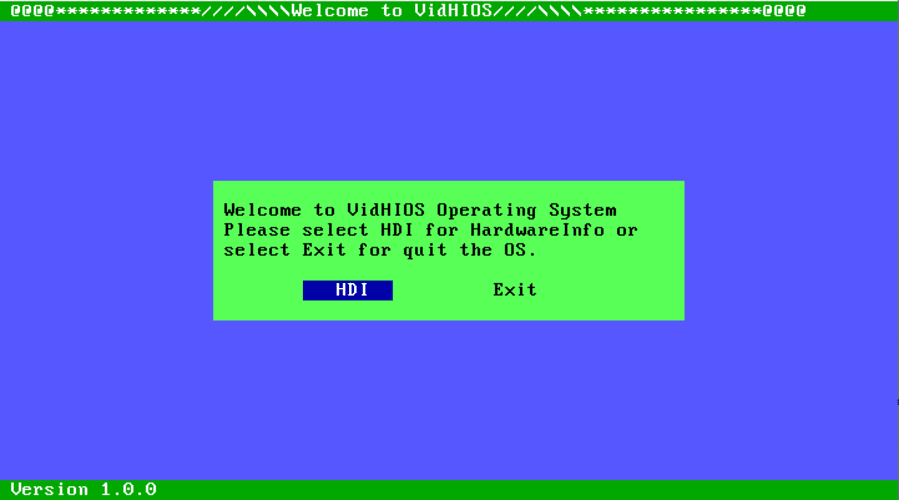 @@@@*************////\\\\Welcome to VidHIOS////\\\\****************@@@@
Welcome to VidHIOS Operating System
Please select HDI for HardwareInfo or
select Exit for quit the OS.
HDI Exit
Version 1.0.0